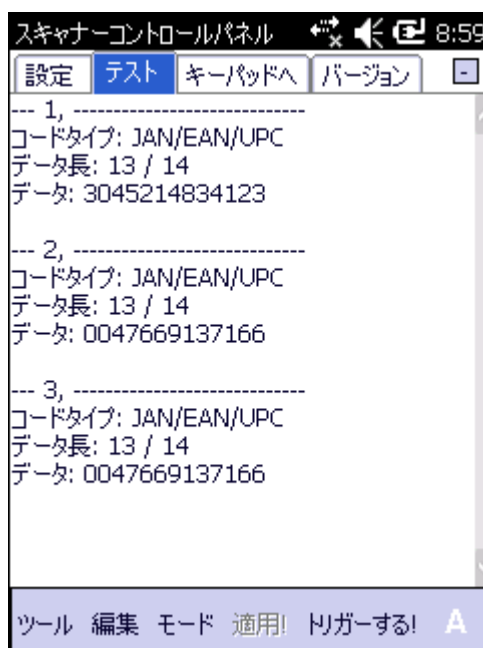 スキャナーコントロールパネル 8:59
設定 テスト キーパッドへ バージョン -
--- 1, -----------------------------
コードタイプ: JAN/EAN/UPC
データ長: 13 / 14
データ: 3045214834123
--- 2, -----------------------------
コードタイプ: JAN/EAN/UPC
データ長: 13 / 14
データ: 0047669137166
--- 3, -----------------------------
コードタイプ: JAN/EAN/UPC
データ長: 13 / 14
データ: 0047669137166
ツール 編集 モード 適用! トリガーする! A